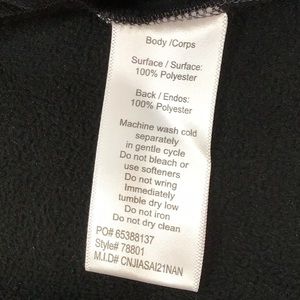 Body /Corps
Surface / Surface:
100% Polyester
Back / Endos:
100% Polyester
Machine wash cold
separately
in gentle cycle
Do not bleach or
use softeners
Do not wring
Immediately
tumble dry low
Do not iron
Do not dry clean
PO# 65388137
Style# 78801
M.I.D# CNJIASAI21NAN